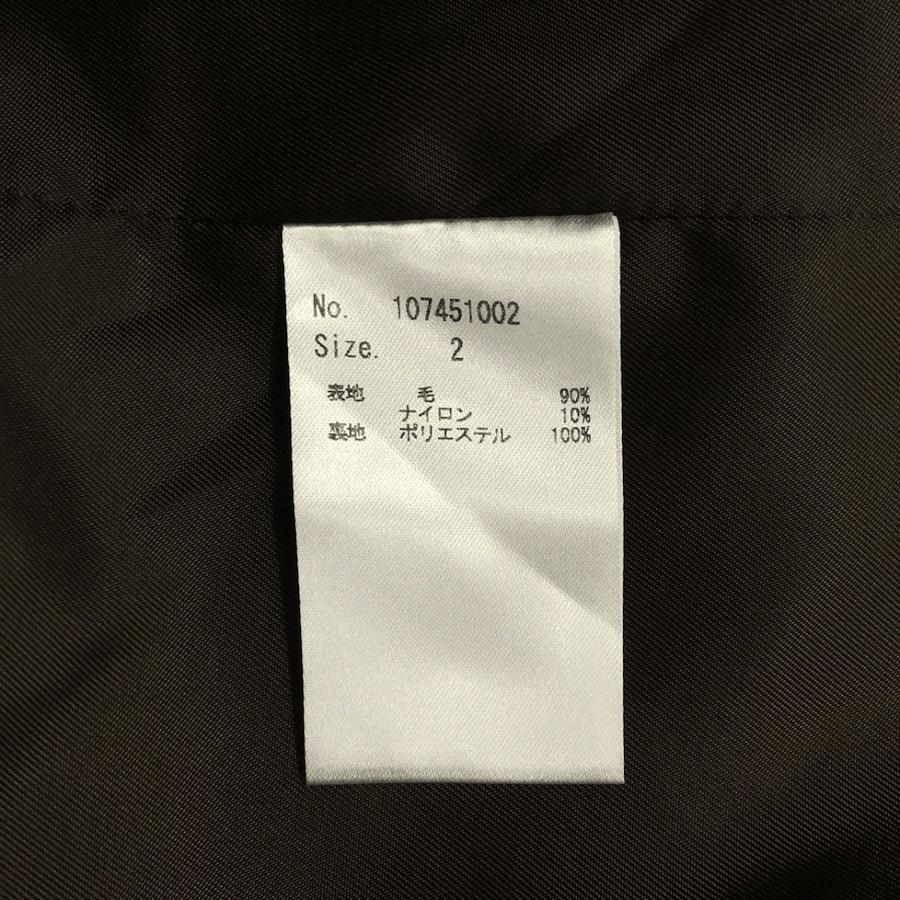 No. 107451002
Size. 2
表地 毛 90%
ナイロン 10%
裏地 ポリエステル 100%